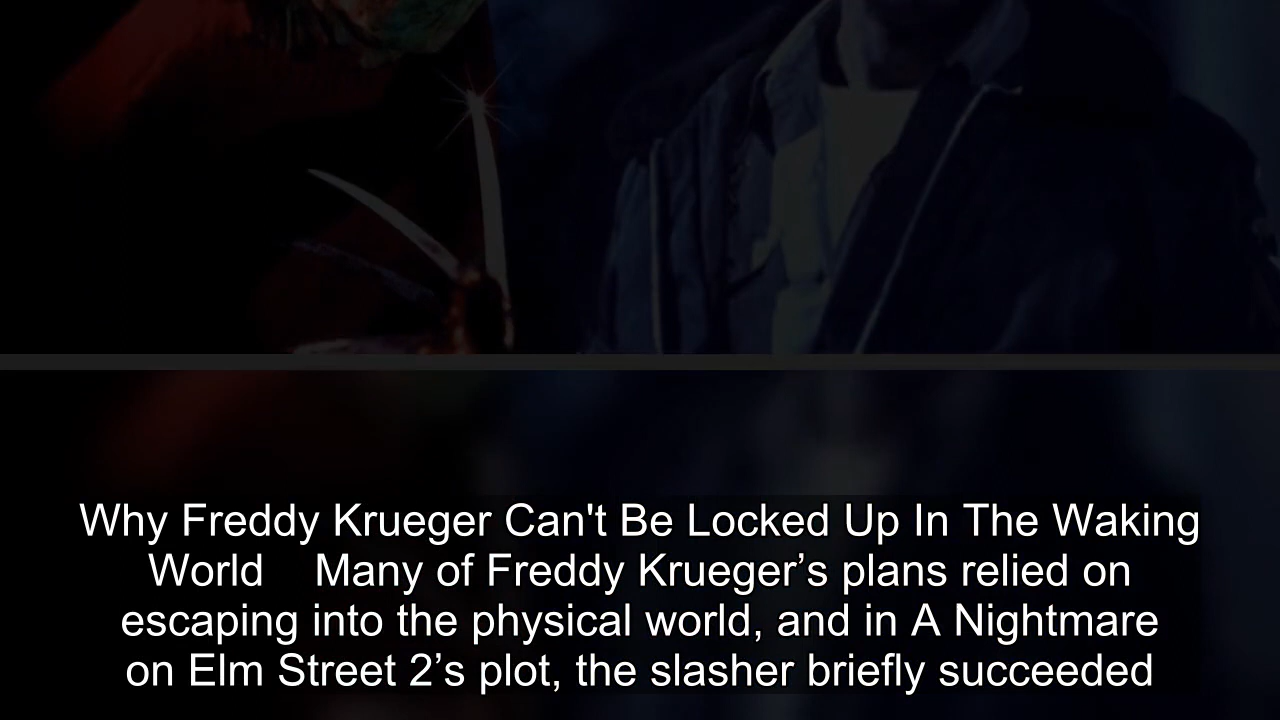 Why Freddy Krueger Can't Be Locked Up In The Waking
World    Many of Freddy Krueger’s plans relied on
escaping into the physical world, and in A Nightmare
on Elm Street 2’s plot, the slasher briefly succeeded